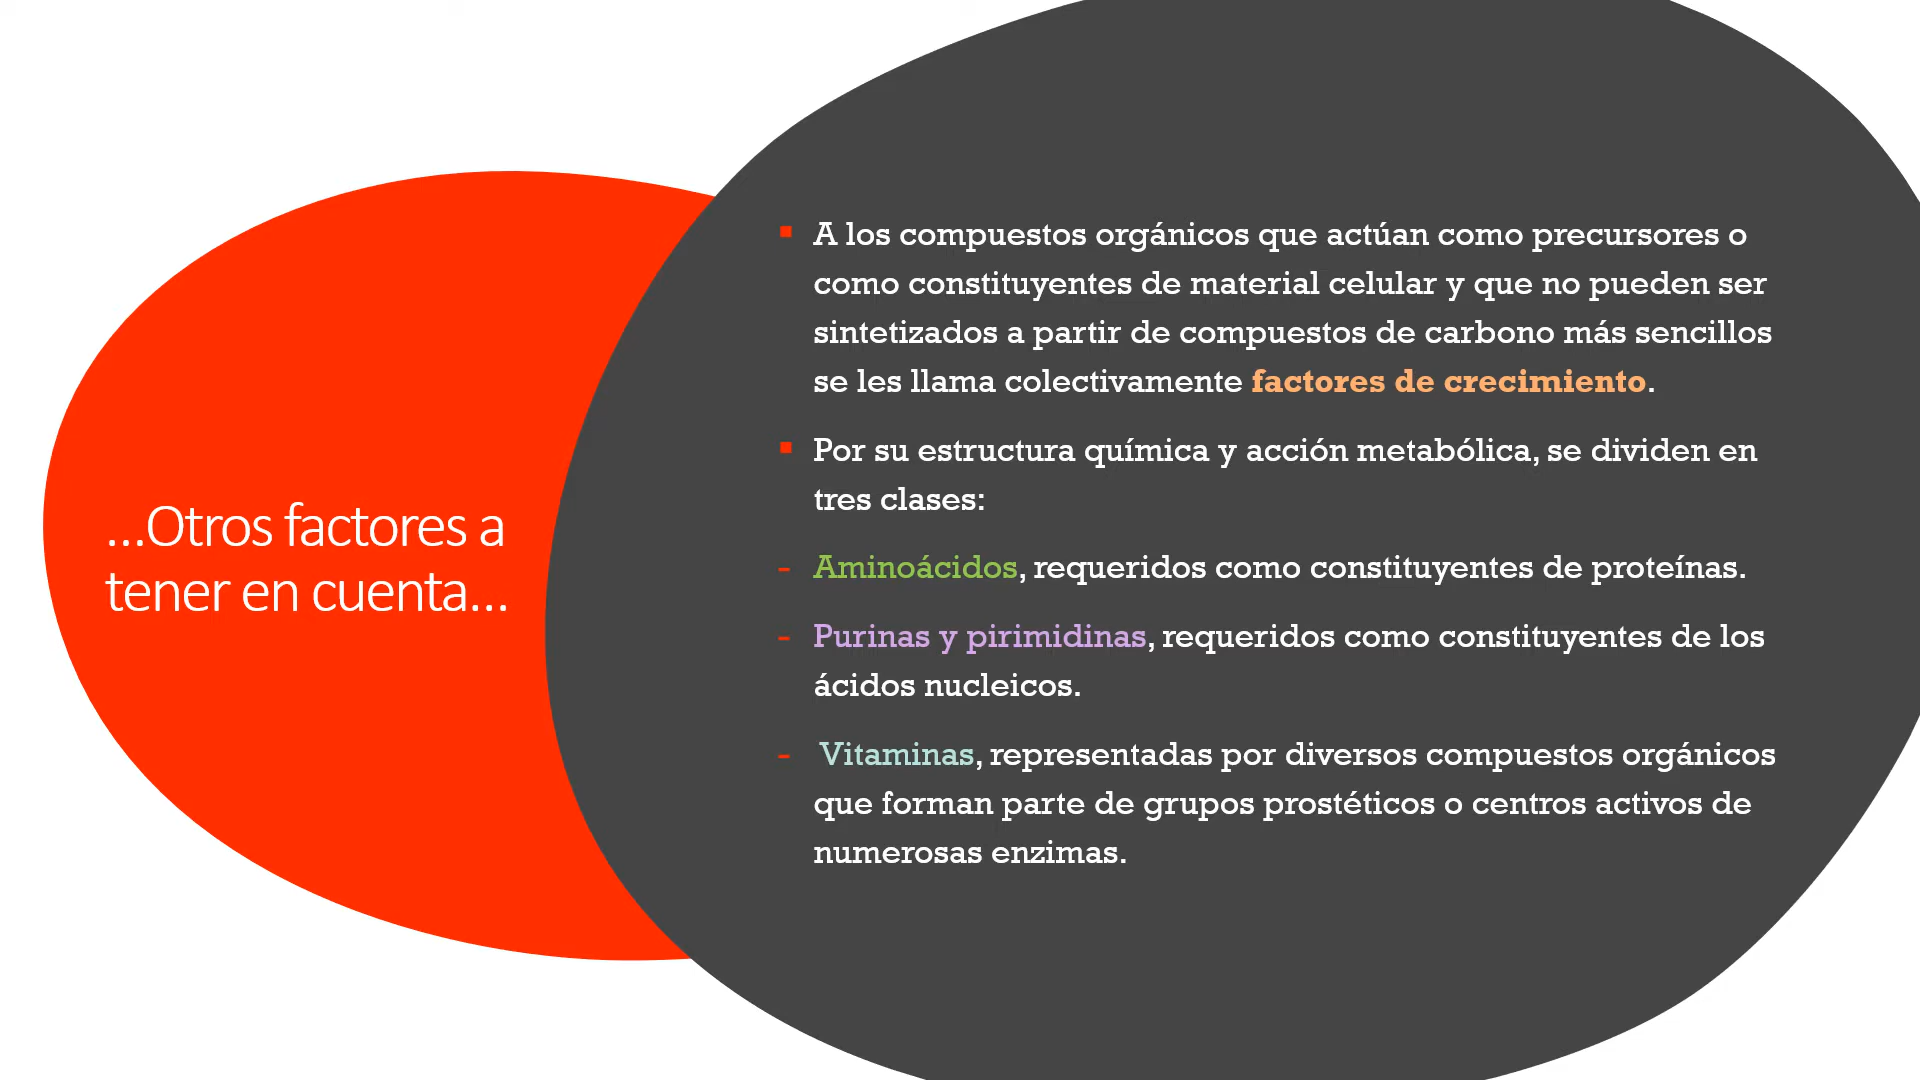 ...Otros factores a
tener en cuenta...
▪ A los compuestos orgánicos que actúan como precursores o
como constituyentes de material celular y que no pueden ser
sintetizados a partir de compuestos de carbono más sencillos
se les llama colectivamente factores de crecimiento.
▪ Por su estructura química y acción metabólica, se dividen en
tres clases:
- Aminoácidos, requeridos como constituyentes de proteínas.
- Purinas y pirimidinas, requeridos como constituyentes de los
ácidos nucleicos.
- Vitaminas, representadas por diversos compuestos orgánicos
que forman parte de grupos prostéticos o centros activos de
numerosas enzimas.